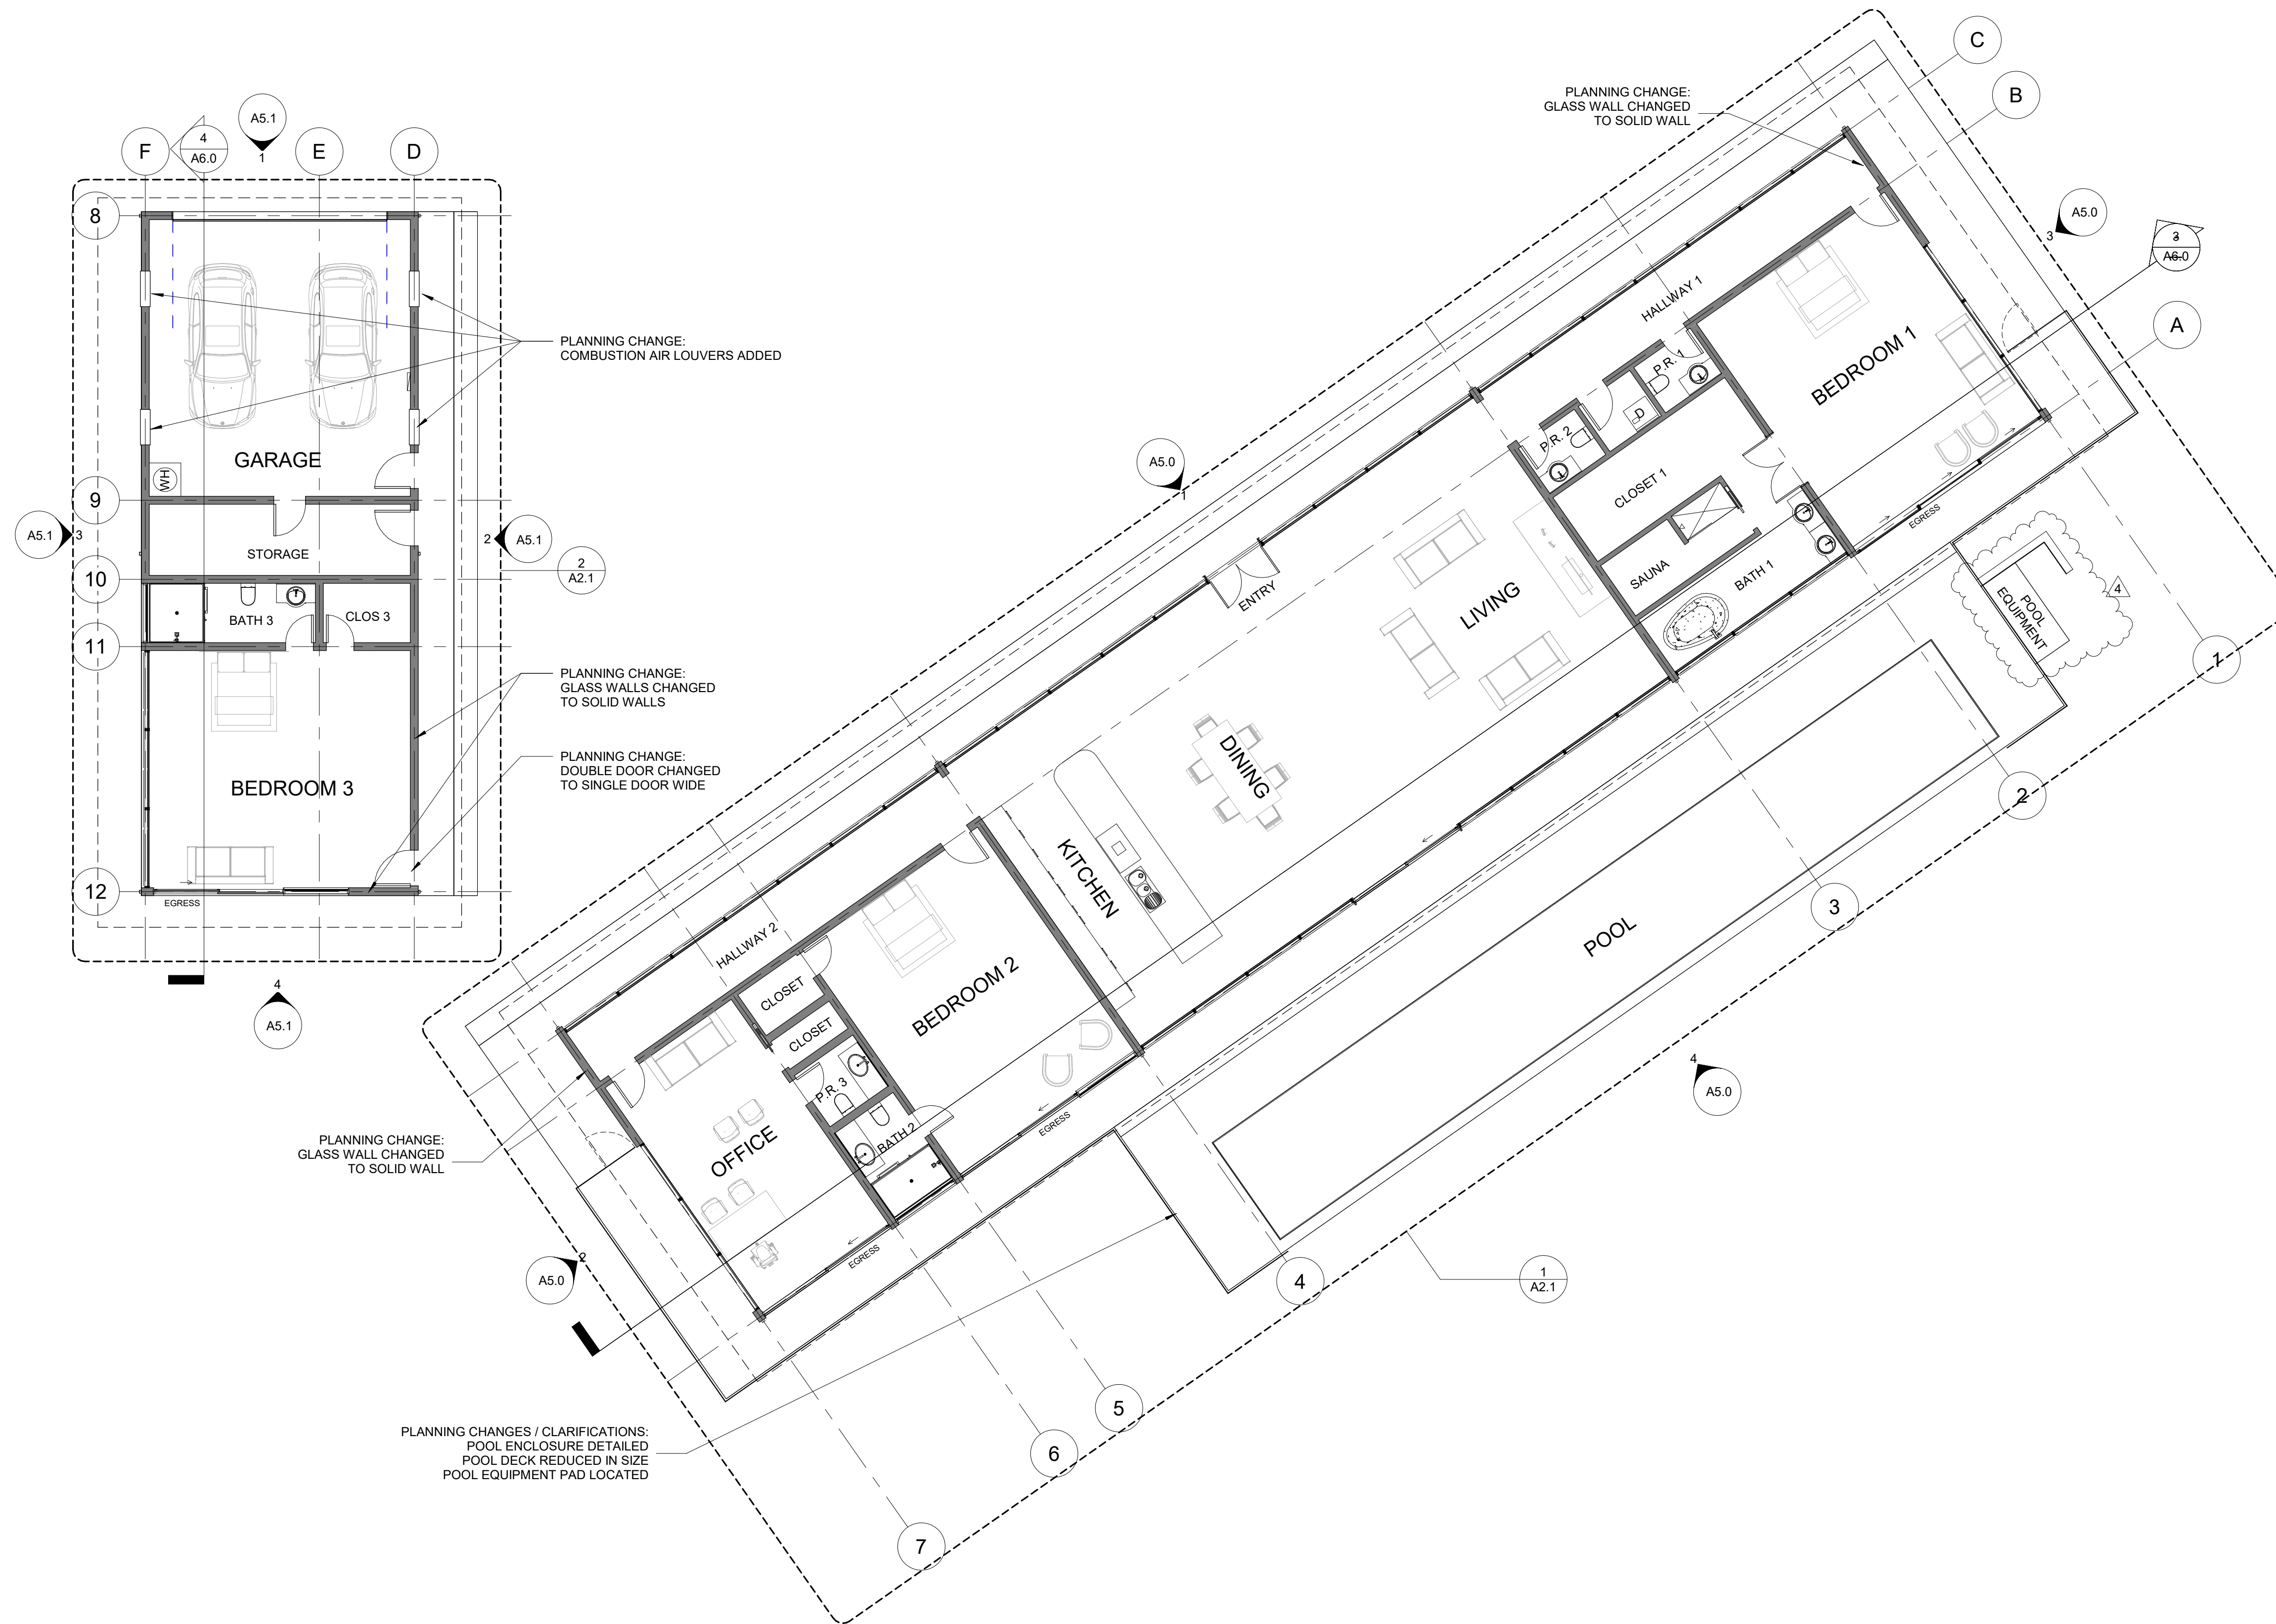 C
B
PLANNING CHANGE:
GLASS WALL CHANGED
TO SOLID WALL
A5.1
1
F
4
A6.0
E
D
8
A5.0
3
3
A6.0
HALLWAY 1
A
PLANNING CHANGE:
COMBUSTION AIR LOUVERS ADDED
P.R. 1
BEDROOM 1
D
P.R. 2
GARAGE
WH
A5.0
1
9
CLOSET 1
EGRESS
A5.1
3
STORAGE
2
A5.1
2
A2.1
SAUNA
BATH 1
10
ENTRY
LIVING
POOL
EQUIPMENT
4
BATH 3
CLOS 3
11
1
PLANNING CHANGE:
GLASS WALLS CHANGED
TO SOLID WALLS
DINING
PLANNING CHANGE:
DOUBLE DOOR CHANGED
TO SINGLE DOOR WIDE
BEDROOM 3
2
KITCHEN
12
EGRESS
3
POOL
HALLWAY 2
4
A5.1
CLOSET
BEDROOM 2
CLOSET
4
A5.0
P.R. 3
EGRESS
PLANNING CHANGE:
GLASS WALL CHANGED
TO SOLID WALL
OFFICE
BATH 2
2
A5.0
EGRESS
4
1
A2.1
5
PLANNING CHANGES / CLARIFICATIONS:
POOL ENCLOSURE DETAILED
POOL DECK REDUCED IN SIZE
POOL EQUIPMENT PAD LOCATED
6
7